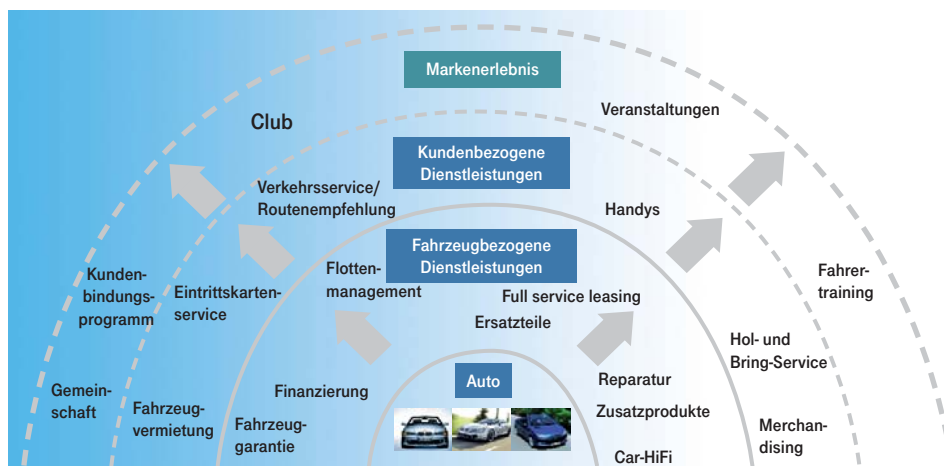 Markenerlebnis
Veranstaltungen
Club
Kundenbezogene
Dienstleistungen
Verkehrsservice/
Routenempfehlung
Handys
Fahrzeugbezogene
Dienstleistungen
Kunden-
bindungs-
programm
Eintrittskarten-
service
Flotten-
management
Full service leasing
Ersatzteile
Fahrer-
training
Hol- und
Bring-Service
Gemein-
schaft
Fahrzeug-
vermietung
Finanzierung
Fahrzeug-
garantie
Auto
Reparatur
Zusatzprodukte
Car-HiFi
Merchan-
dising